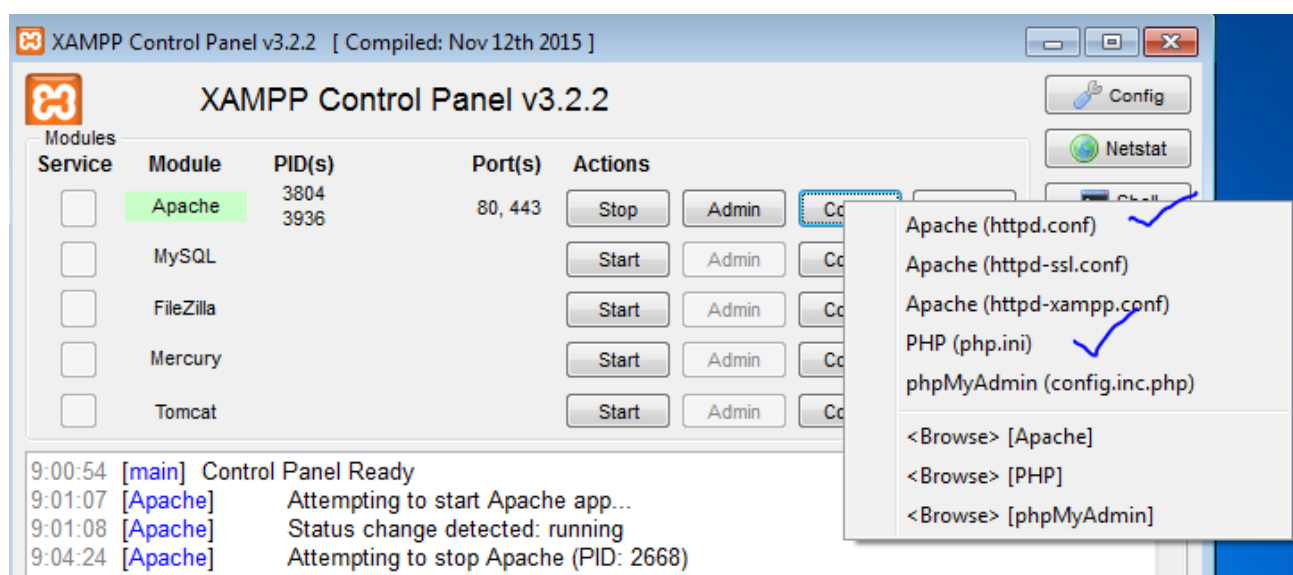 XAMPP Control Panel v3.2.2 [ Compiled: Nov 12th 2015 ]
XAMPP Control Panel v3.2.2
Config
Modules
Service Module PID(s) Port(s) Actions
Netstat
Apache 3804 3936 80, 443 Stop Admin
Apache (httpd.conf)
MySQL Start Admin
Apache (httpd-ssl.conf)
FileZilla Start Admin
Apache (httpd-xampp.conf)
PHP (php.ini)
Mercury Start Admin
phpMyAdmin (config.inc.php)
Tomcat Start Admin
<Browse> [Apache]
<Browse> [PHP]
<Browse> [phpMyAdmin]
9:00:54 [main] Control Panel Ready
9:01:07 [Apache] Attempting to start Apache app...
9:01:08 [Apache] Status change detected: running
9:04:24 [Apache] Attempting to stop Apache (PID: 2668)